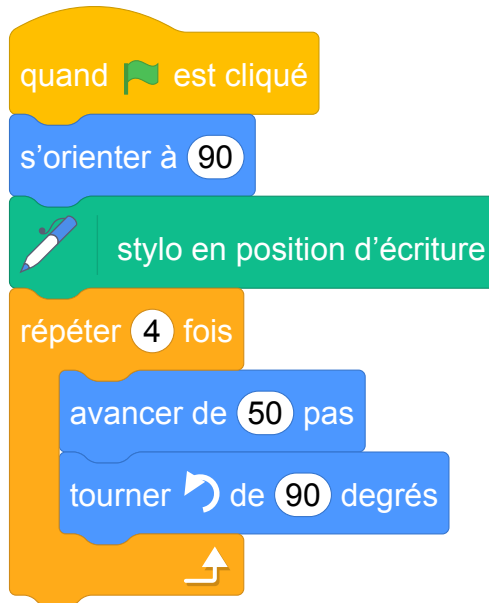 quand est cliqué
s’orienter à 90
stylo en position d’écriture
répéter 4 fois
avancer de 50 pas
tourner de 90 degrés